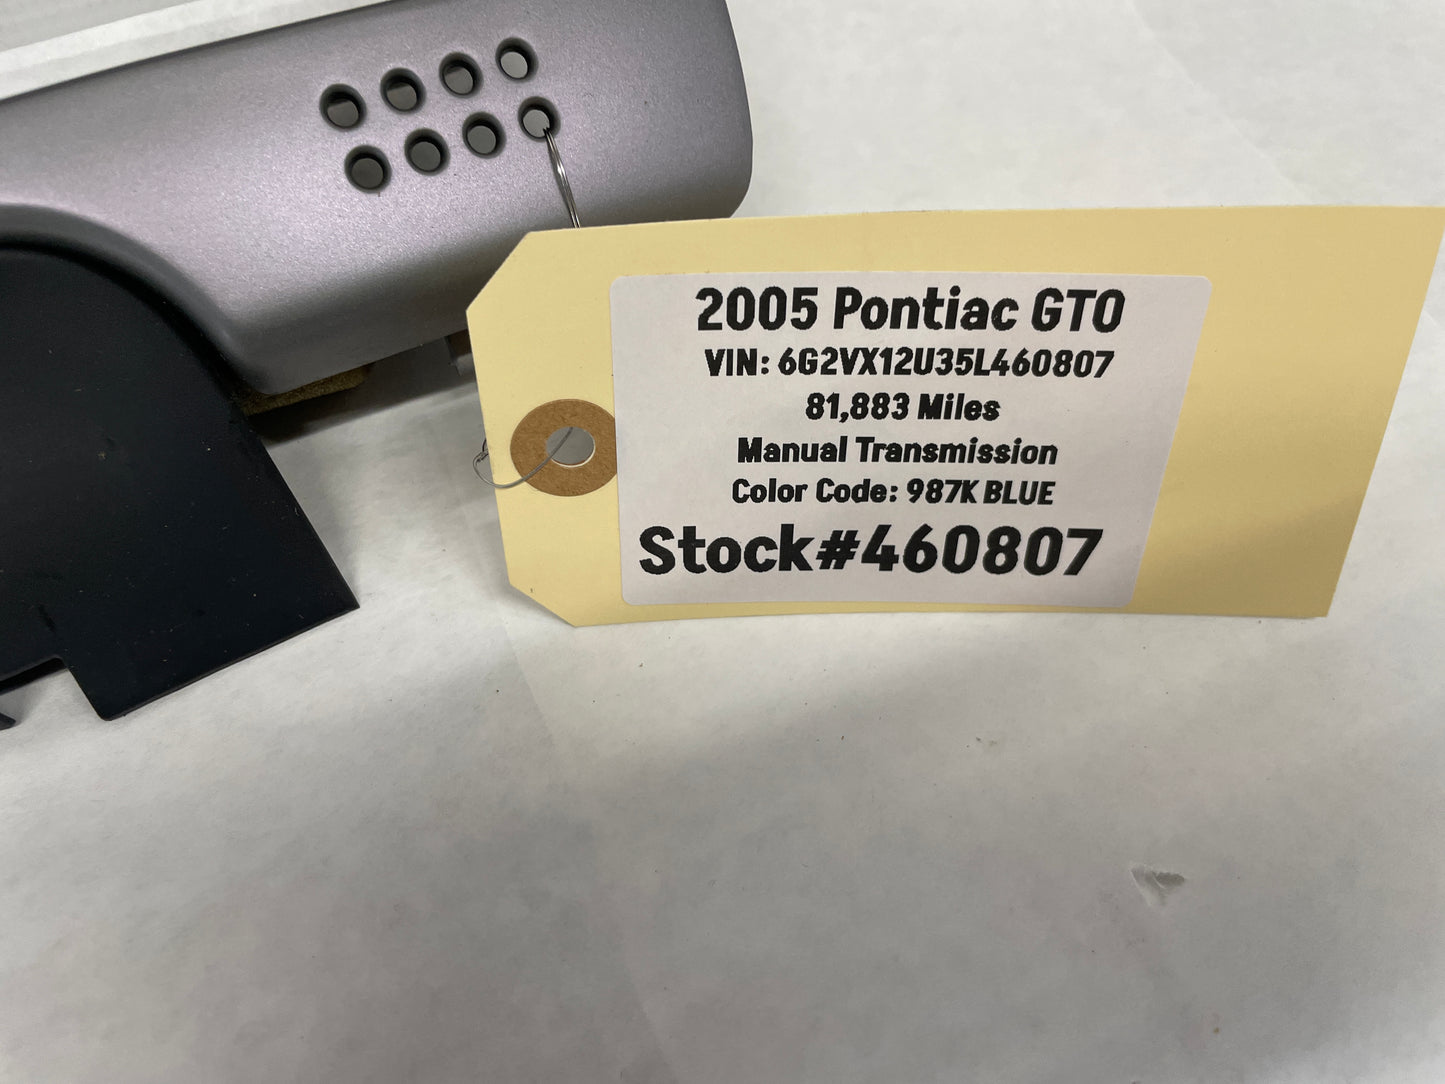 2005 Pontiac GTO
VIN: 6G2VX12U35L460807
81,883 Miles
Manual Transmission
Color Code: 987K BLUE
Stock#460807